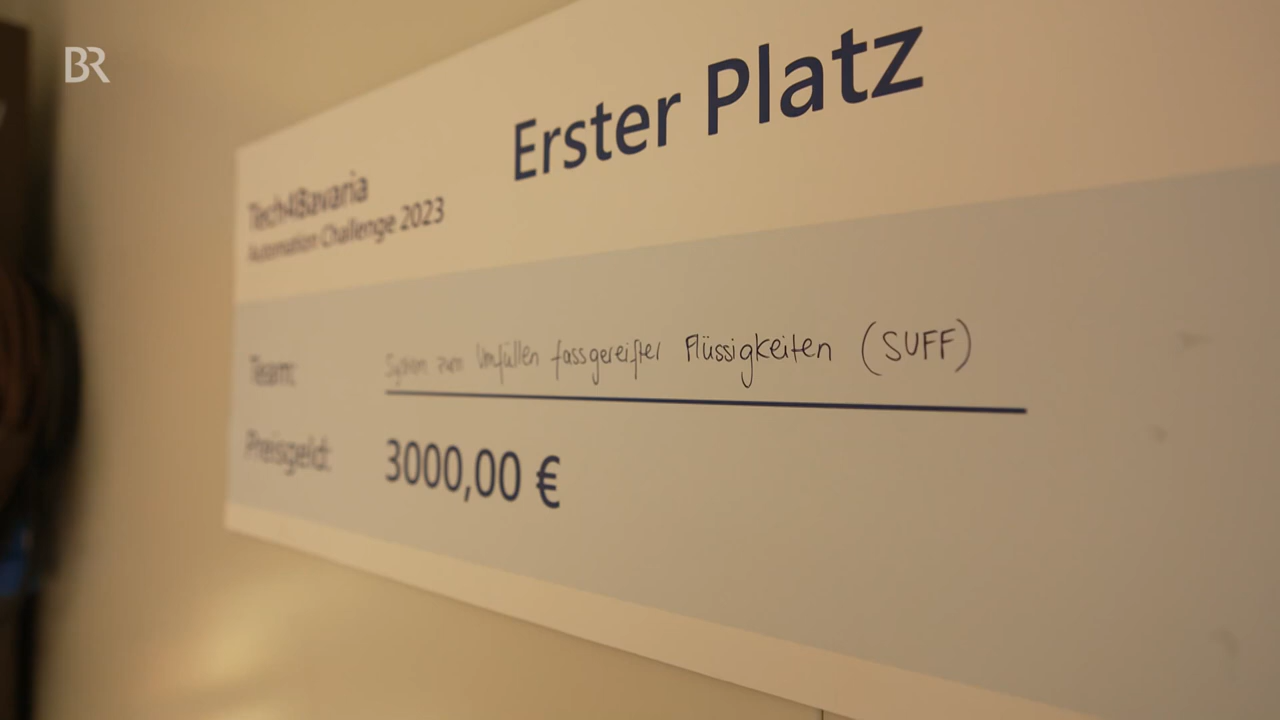 BR
Erster Platz
Tech4Bavaria
Automation Challenge 2023
Team: System zum Umfüllen fassgereifter Flüssigkeiten (SUFF)
Preisgeld: 3000,00 €